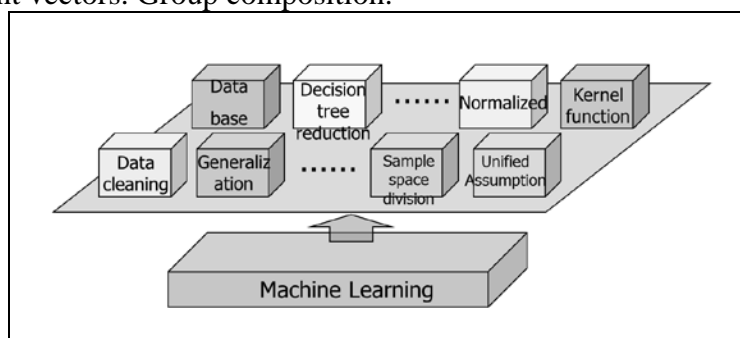 nt vectors. Group composition.
Data
base
Decision
tree
reduction
......
Normalized
Kernel
function
Data
cleaning
Generaliz
ation
......
Sample
space
division
Unified
Assumption
Machine Learning